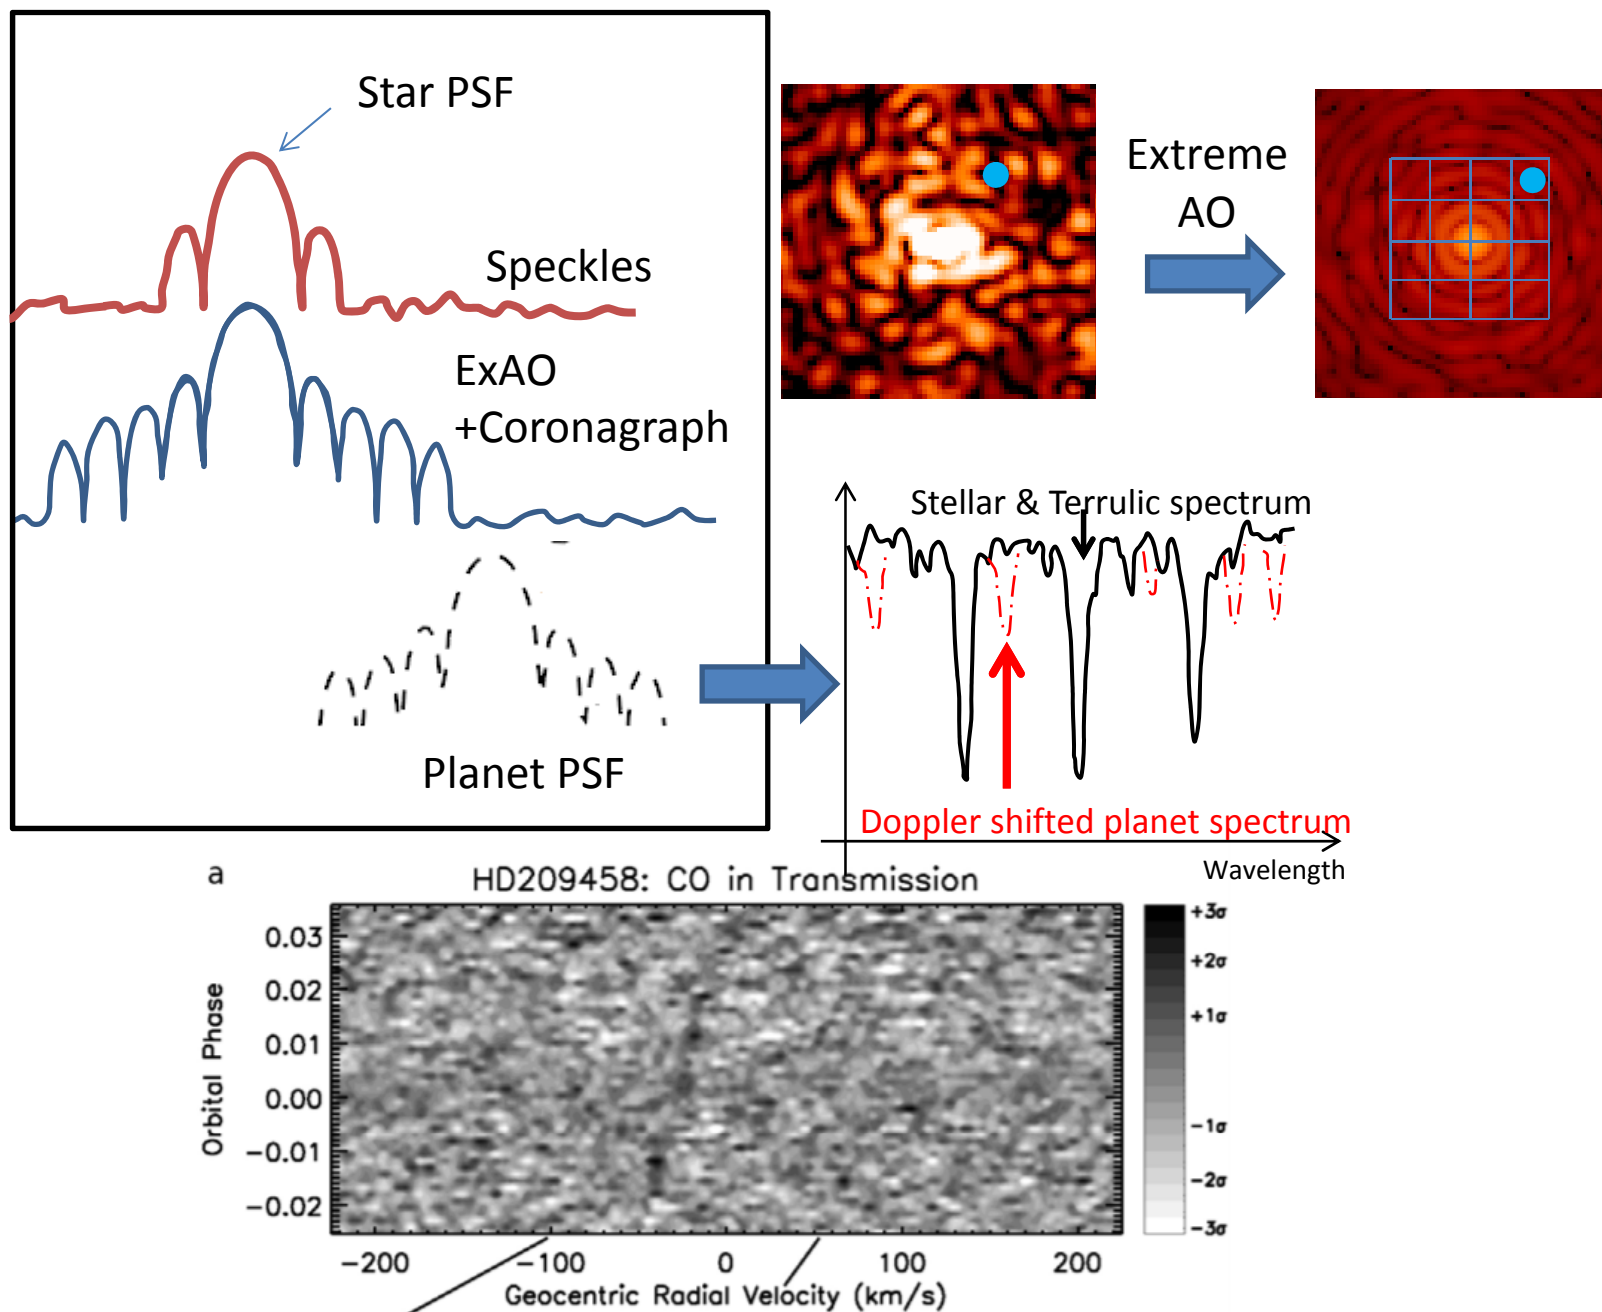 Star PSF
Speckles
ExAO
+Coronagraph
Planet PSF
Extreme
AO
Stellar & Terrulic spectrum
Doppler shifted planet spectrum
Wavelength
a
HD209458: CO in Transmission
Orbital Phase
0.03
0.02
0.01
0.00
-0.01
-0.02
-200
-100
0
100
200
Geocentric Radial Velocity (km/s)
+3σ
+2σ
+1σ
-1σ
-2σ
-3σ